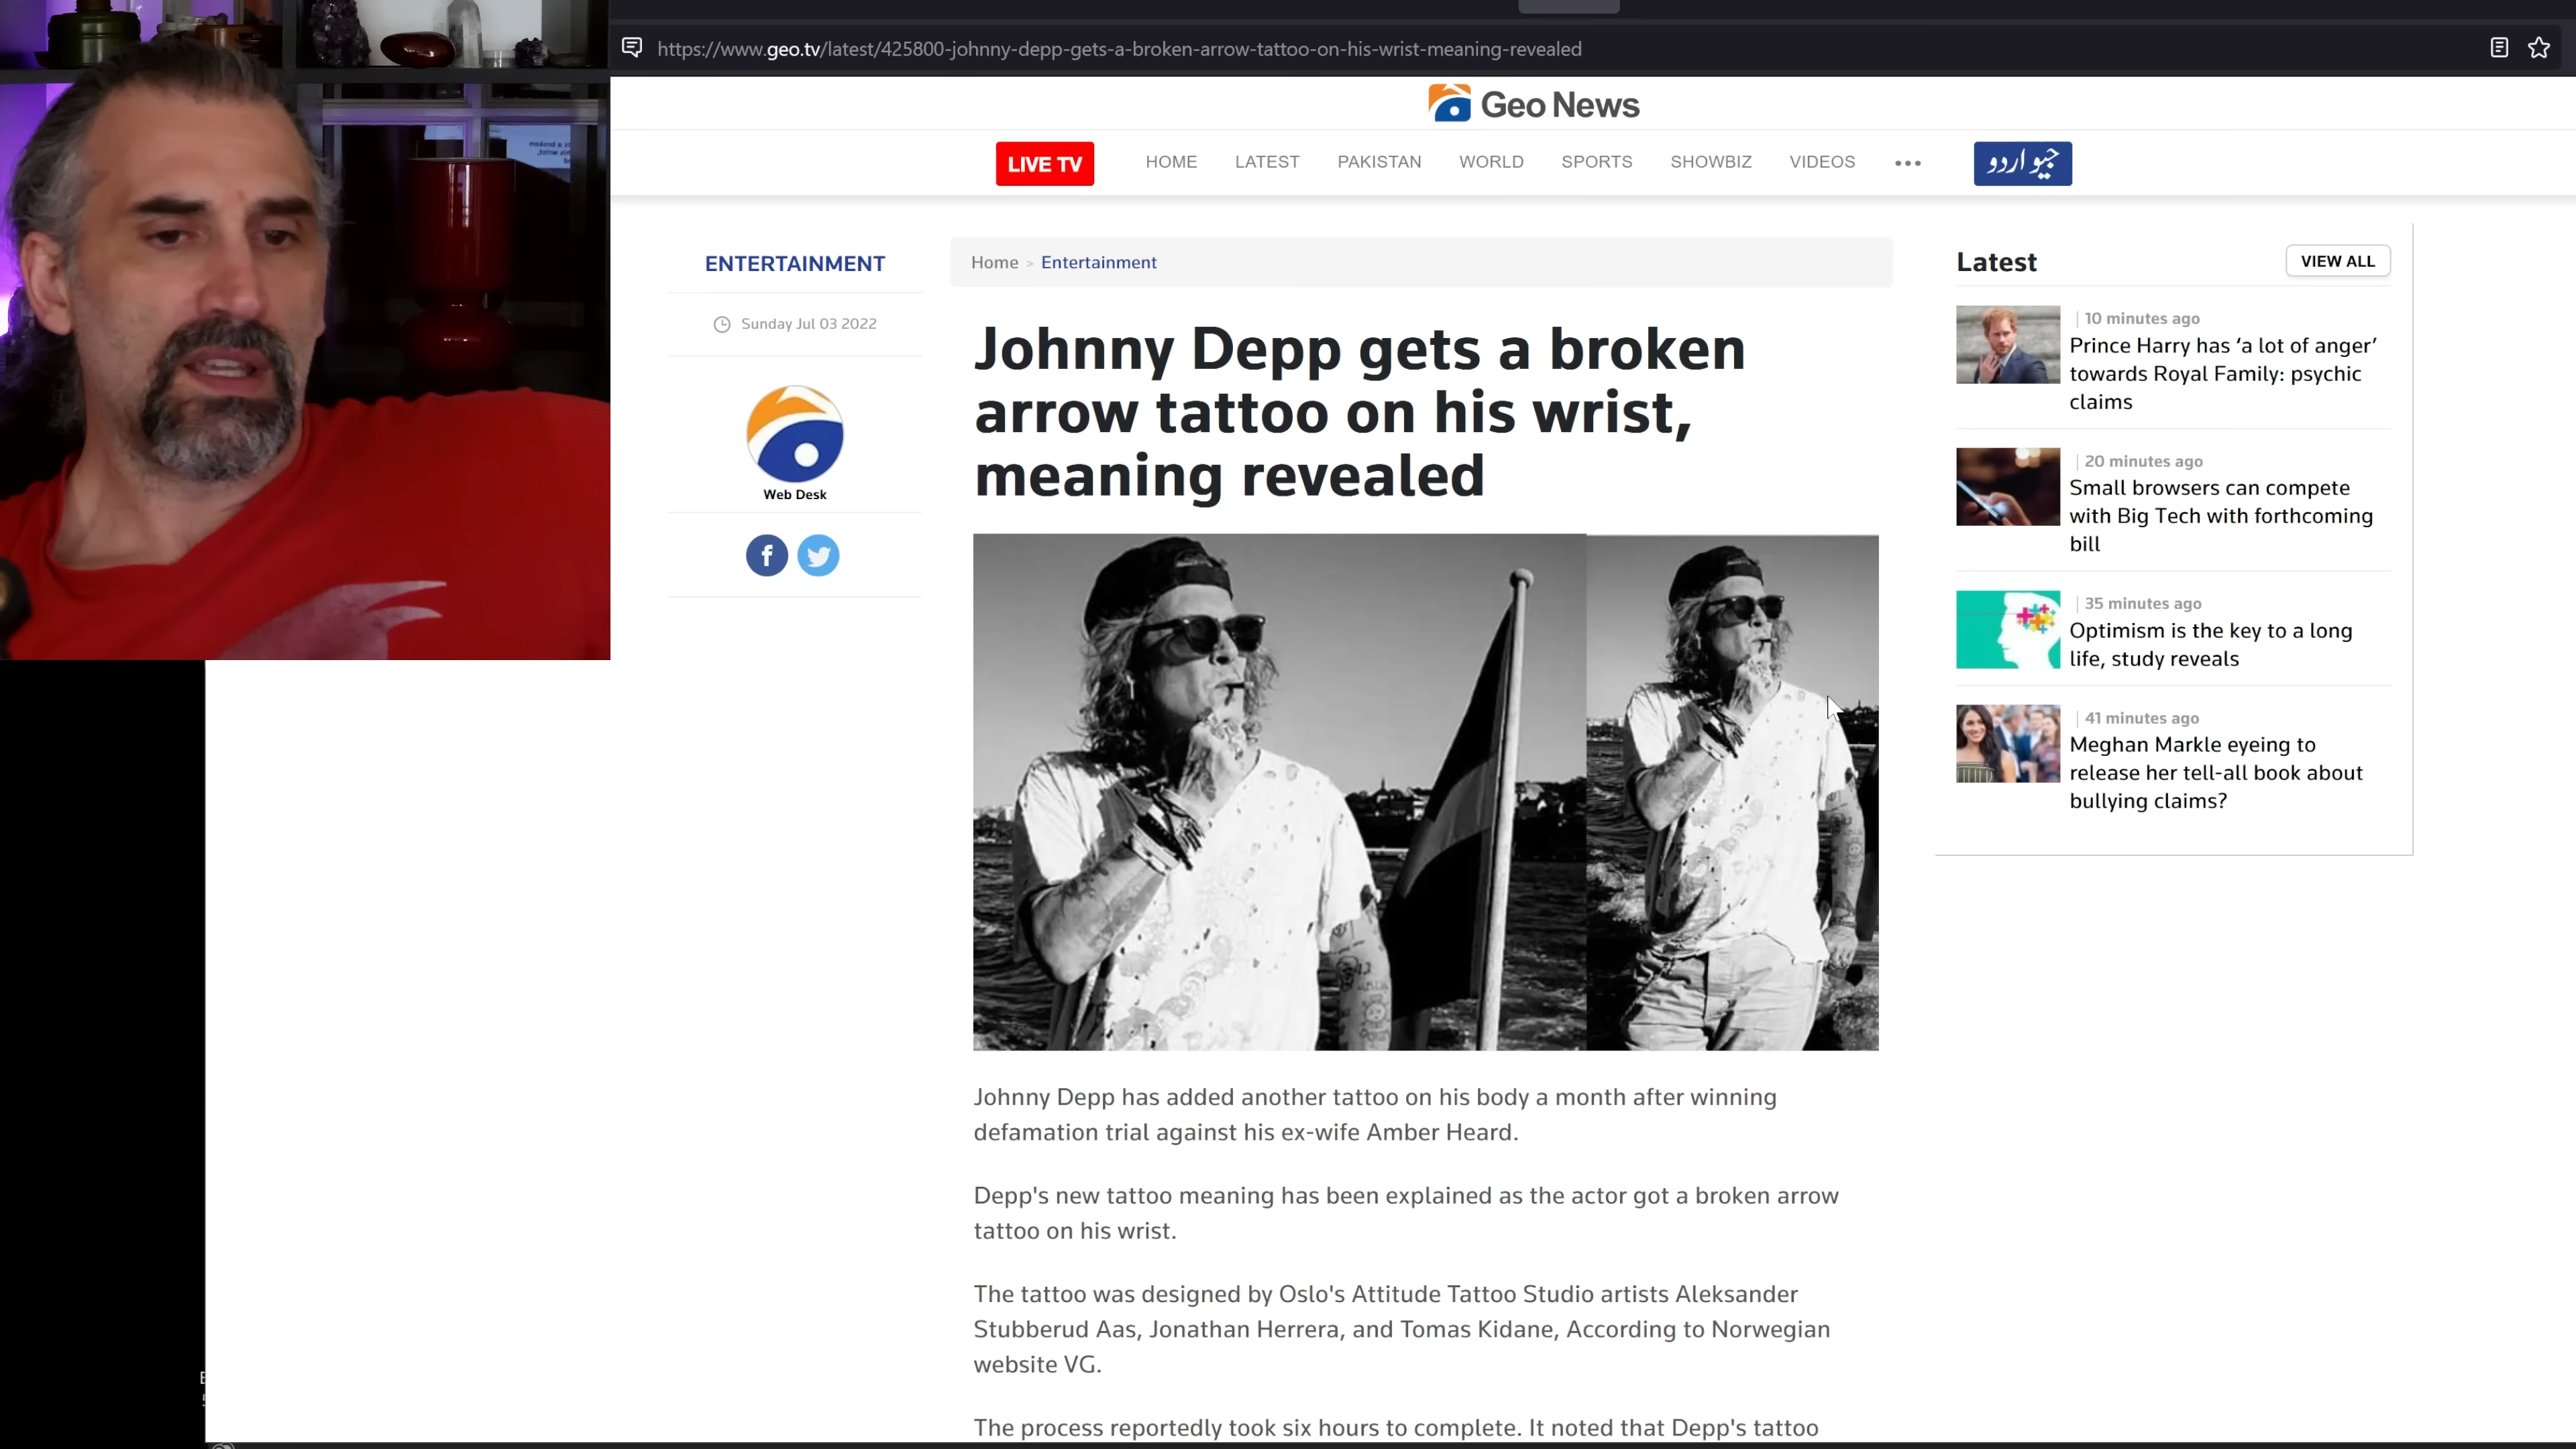 https://www.geo.tv/latest/425800-johnny-depp-gets-a-broken-arrow-tattoo-on-his-wrist-meaning-revealed
Geo News
LIVE TV
HOME
LATEST
PAKISTAN
WORLD
SPORTS
SHOWBIZ
VIDEOS
جیو اردو
ENTERTAINMENT
Sunday Jul 03 2022
Web Desk
Home > Entertainment
Johnny Depp gets a broken
arrow tattoo on his wrist,
meaning revealed
Johnny Depp has added another tattoo on his body a month after winning
defamation trial against his ex-wife Amber Heard.
Depp's new tattoo meaning has been explained as the actor got a broken arrow
tattoo on his wrist.
The tattoo was designed by Oslo's Attitude Tattoo Studio artists Aleksander
Stubberud Aas, Jonathan Herrera, and Tomas Kidane, According to Norwegian
website VG.
The process reportedly took six hours to complete. It noted that Depp's tattoo
Latest
VIEW ALL
| 10 minutes ago
Prince Harry has ‘a lot of anger’
towards Royal Family: psychic
claims
| 20 minutes ago
Small browsers can compete
with Big Tech with forthcoming
bill
| 35 minutes ago
Optimism is the key to a long
life, study reveals
| 41 minutes ago
Meghan Markle eyeing to
release her tell-all book about
bullying claims?